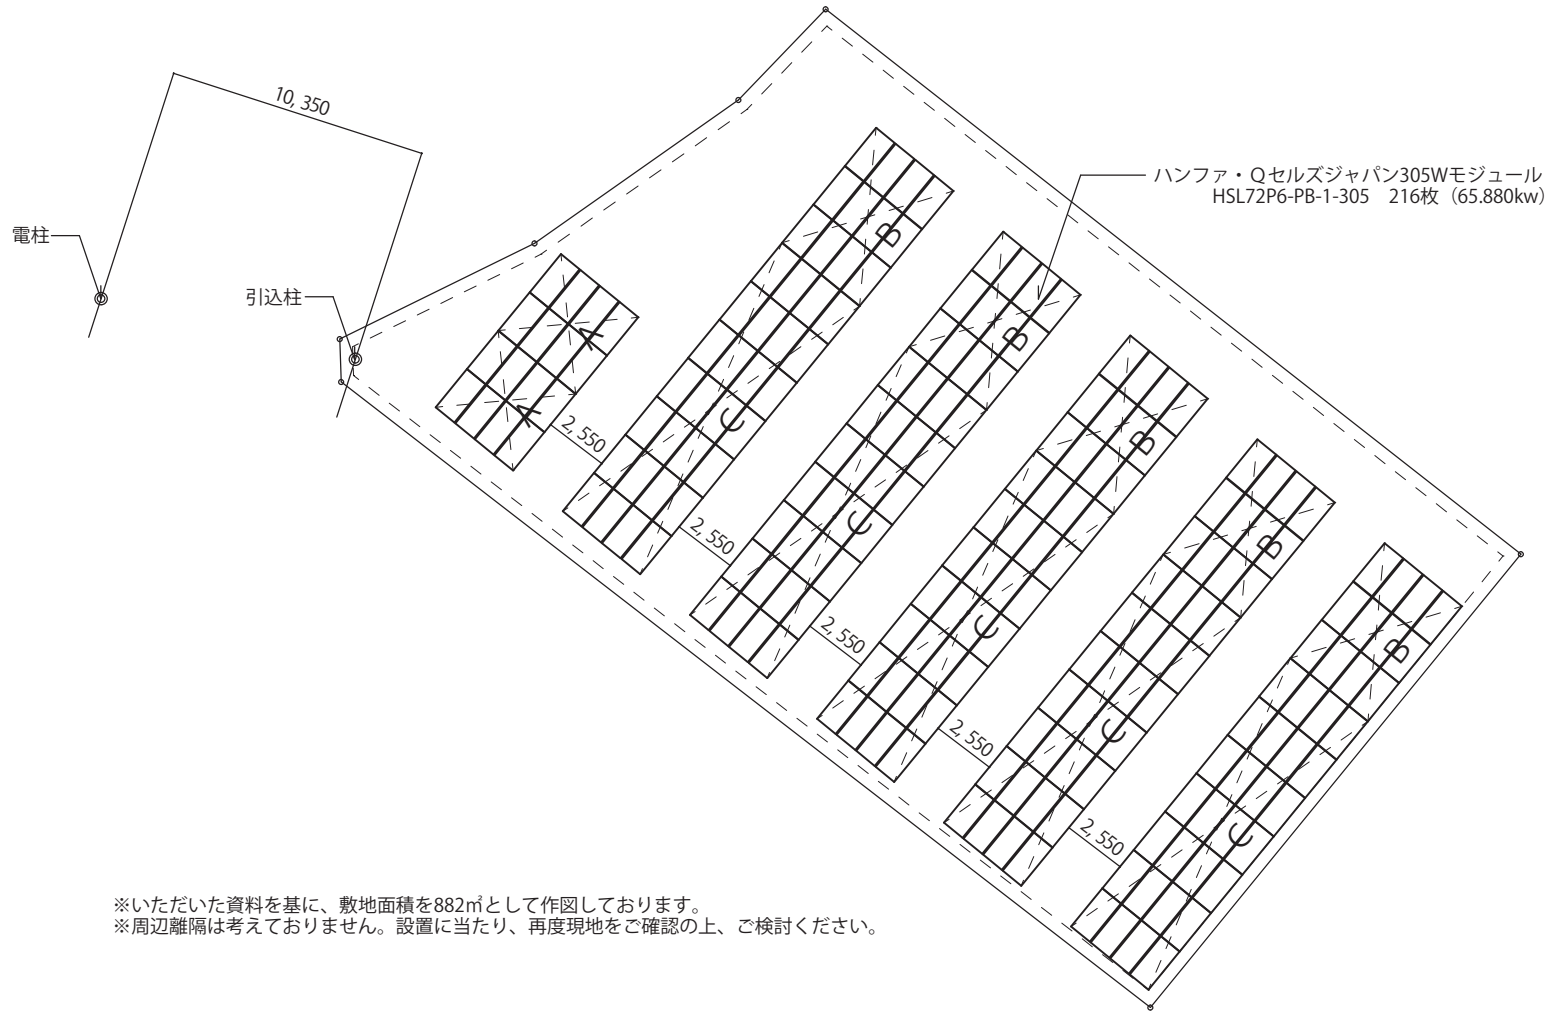 10,350
ハンファ・Qセルズジャパン305Wモジュール
HSL72P6-PB-1-305 216枚（65.880kw）
電柱
引込柱
B
B
A
A
B
C
2,550
B
C
2,550
B
C
2,550
C
2,550
C
2,550
※いただいた資料を基に、敷地面積を882㎡として作図しております。
※周辺離隔は考えておりません。設置に当たり、再度現地をご確認の上、ご検討ください。